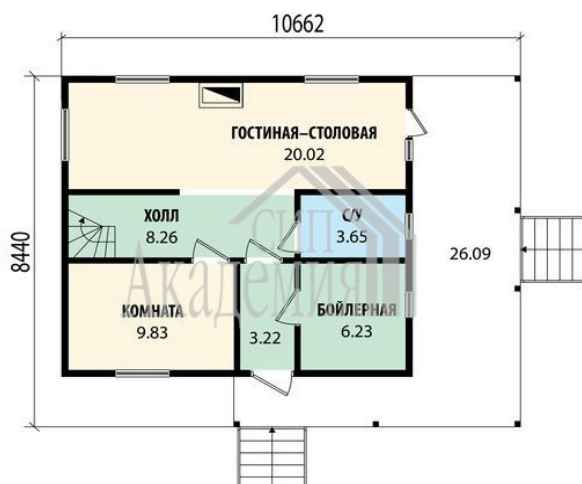 10662
8440
ГОСТИНАЯ–СТОЛОВАЯ
20.02
ХОЛЛ
8.26
С/У
3.65
26.09
СИП
Академия
КОМНАТА
9.83
3.22
БОЙЛЕРНАЯ
6.23